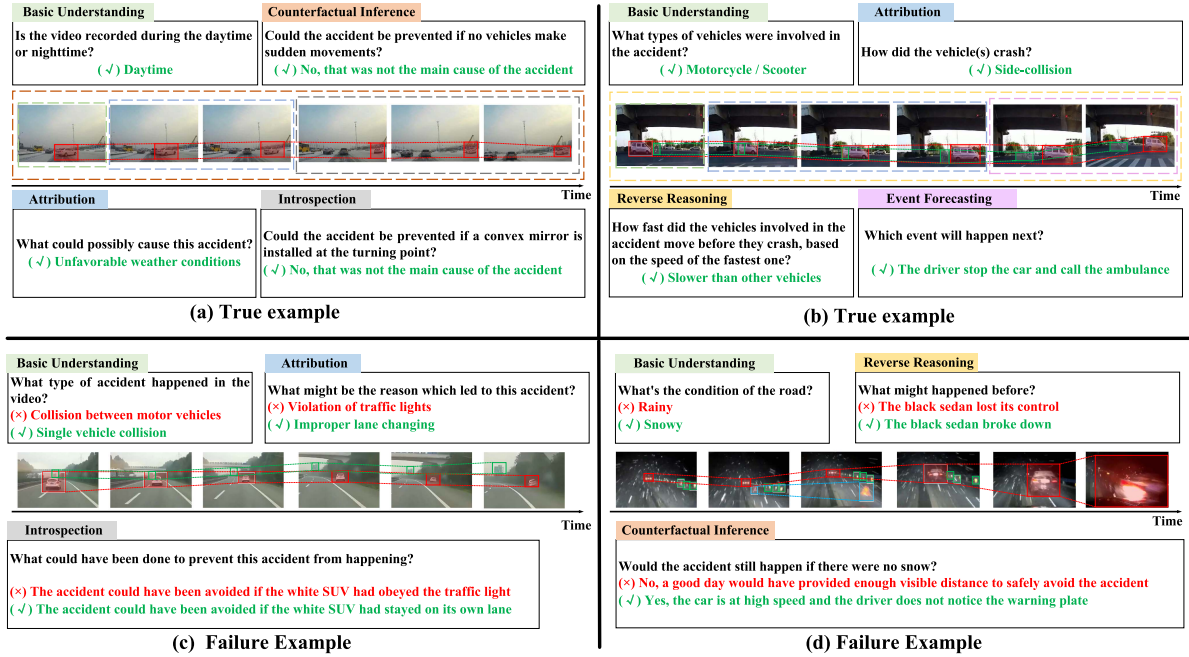 Basic Understanding
Counterfactual Inference
Is the video recorded during the daytime
or nighttime?
(√) Daytime
Could the accident be prevented if no vehicles make
sudden movements?
(√) No, that was not the main cause of the accident
Time
Attribution
Introspection
What could possibly cause this accident?
(√) Unfavorable weather conditions
Could the accident be prevented if a convex mirror is
installed at the turning point?
(√) No, that was not the main cause of the accident
(a) True example
Basic Understanding
Attribution
What types of vehicles were involved in
the accident?
(√) Motorcycle / Scooter
How did the vehicle(s) crash?
(√) Side-collision
Time
Reverse Reasoning
Event Forecasting
How fast did the vehicles involved in the
accident move before they crash, based
on the speed of the fastest one?
(√) Slower than other vehicles
Which event will happen next?
(√) The driver stop the car and call the ambulance
(b) True example
Basic Understanding
Attribution
What type of accident happened in the
video?
(×) Collision between motor vehicles
(√) Single vehicle collision
What might be the reason which led to this accident?
(×) Violation of traffic lights
(√) Improper lane changing
Time
Introspection
What could have been done to prevent this accident from happening?
(×) The accident could have been avoided if the white SUV had obeyed the traffic light
(√) The accident could have been avoided if the white SUV had stayed on its own lane
(c) Failure Example
Basic Understanding
Reverse Reasoning
What's the condition of the road?
(×) Rainy
(√) Snowy
What might happened before?
(×) The black sedan lost its control
(√) The black sedan broke down
Time
Counterfactual Inference
Would the accident still happen if there were no snow?
(×) No, a good day would have provided enough visible distance to safely avoid the accident
(√) Yes, the car is at high speed and the driver does not notice the warning plate
(d) Failure Example